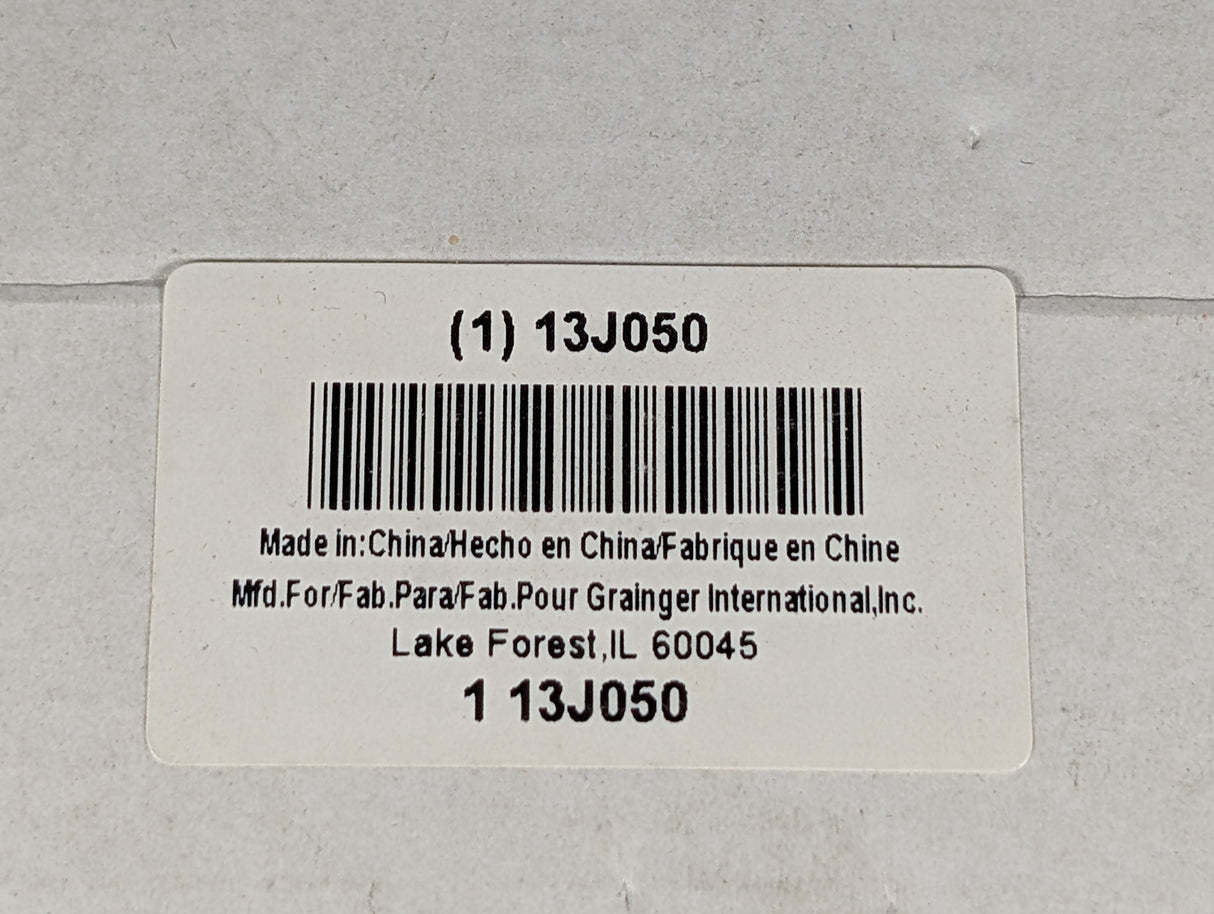 (1) 13J050
Made in:China/Hecho en China/Fabrique en Chine
Mfd.For/Fab.Para/Fab.Pour Grainger International,Inc.
Lake Forest,IL 60045
1 13J050